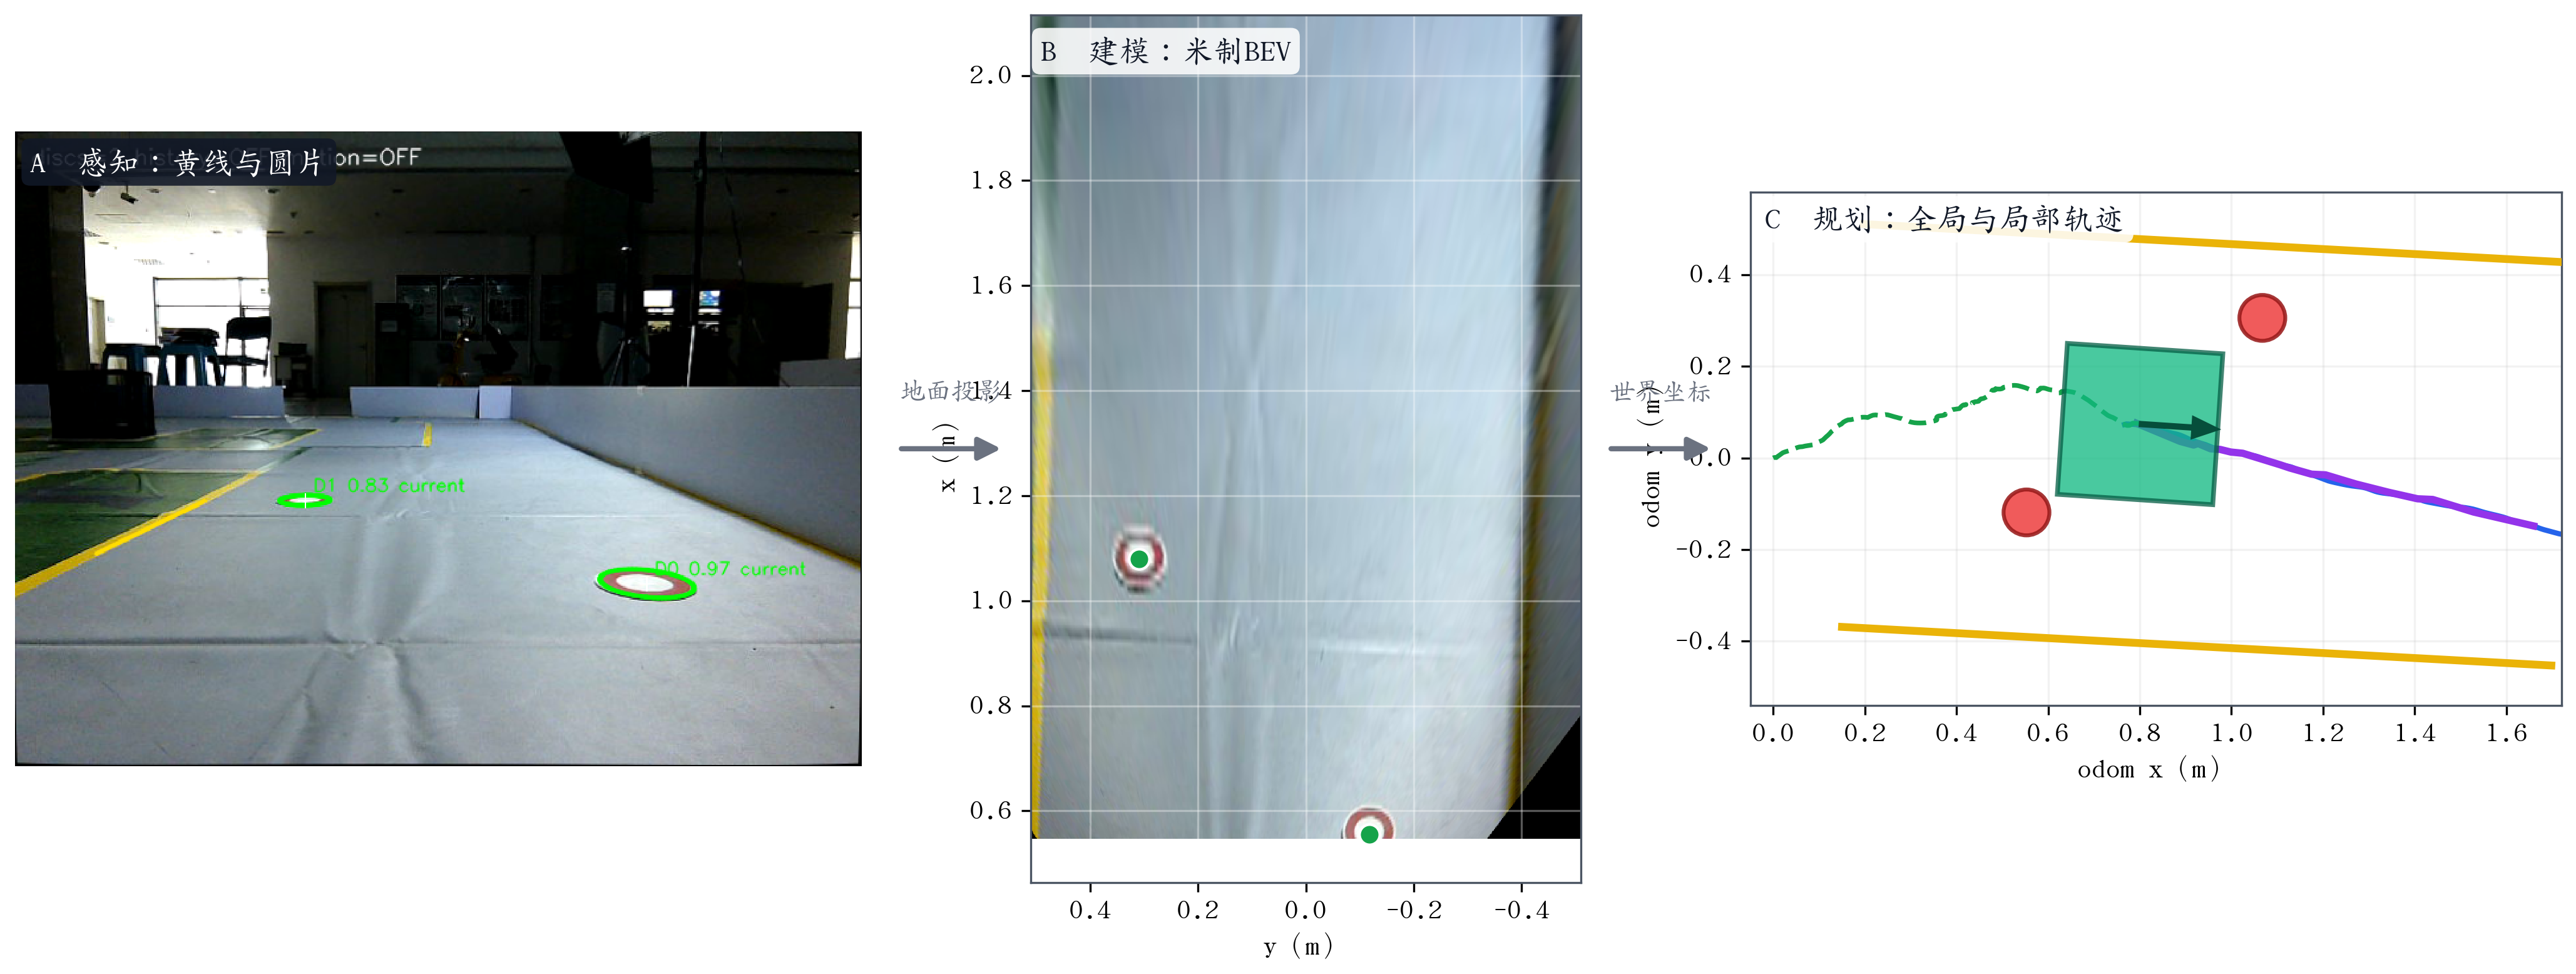 A 感知：黄线与圆片
on=OFF
D1 0.83 current
D0 0.97 current
地面投影
B 建模：米制BEV
2.0
1.8
1.6
1.4
1.2
1.0
0.8
0.6
x (m)
0.4 0.2 0.0 -0.2 -0.4
y (m)
世界坐标
C 规划：全局与局部轨迹
0.4
0.2
0.0
-0.2
-0.4
odom y (m)
0.0 0.2 0.4 0.6 0.8 1.0 1.2 1.4 1.6
odom x (m)